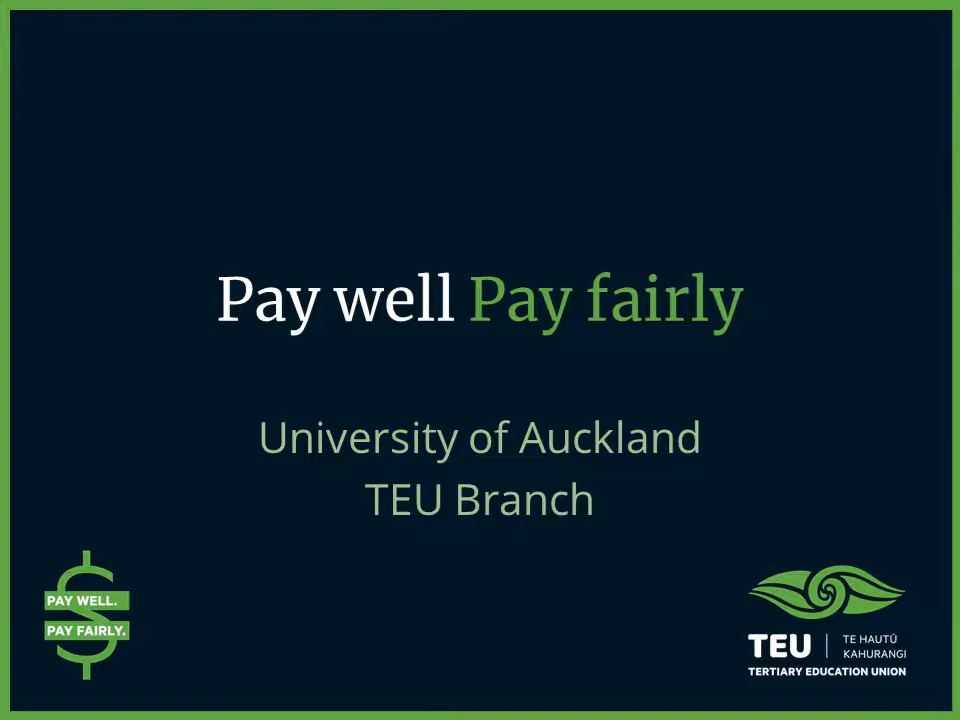 Pay well Pay fairly
University of Auckland
TEU Branch
PAY WELL.
PAY FAIRLY.
TEU
TE HAUTŪ
KAHURANGI
TERTIARY EDUCATION UNION